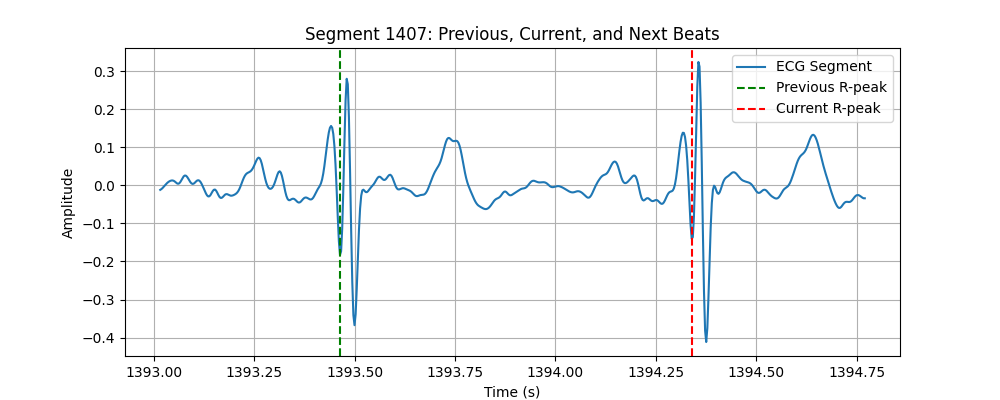 Segment 1407: Previous, Current, and Next Beats
ECG Segment
Previous R-peak
Current R-peak
Amplitude
0.3
0.2
0.1
0.0
−0.1
−0.2
−0.3
−0.4
1393.00 1393.25 1393.50 1393.75 1394.00 1394.25 1394.50 1394.75
Time (s)